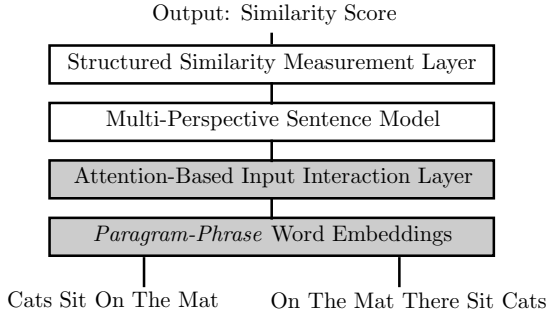 Output: Similarity Score
Structured Similarity Measurement Layer
Multi-Perspective Sentence Model
Attention-Based Input Interaction Layer
Paragram-Phrase Word Embeddings
Cats Sit On The Mat
On The Mat There Sit Cats